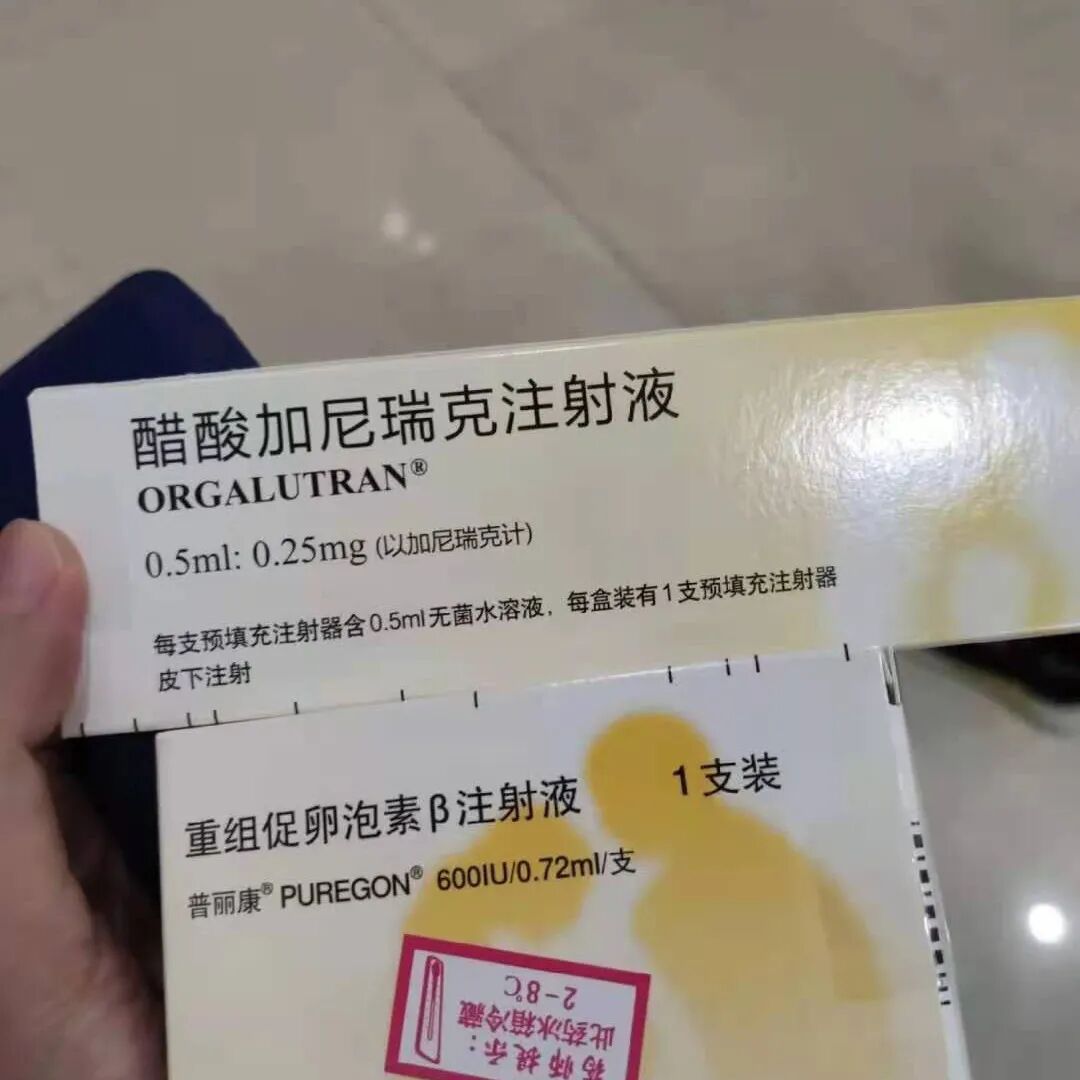 醋酸加尼瑞克注射液
ORGALUTRAN®
0.5ml: 0.25mg (以加尼瑞克计)
每支预填充注射器含0.5ml无菌水溶液，每盒装有1支预填充注射器
皮下注射
重组促卵泡素β注射液 1支装
普丽康® PUREGON® 600IU/0.72ml/支
药师提示：
此药冰箱冷藏
2-8℃